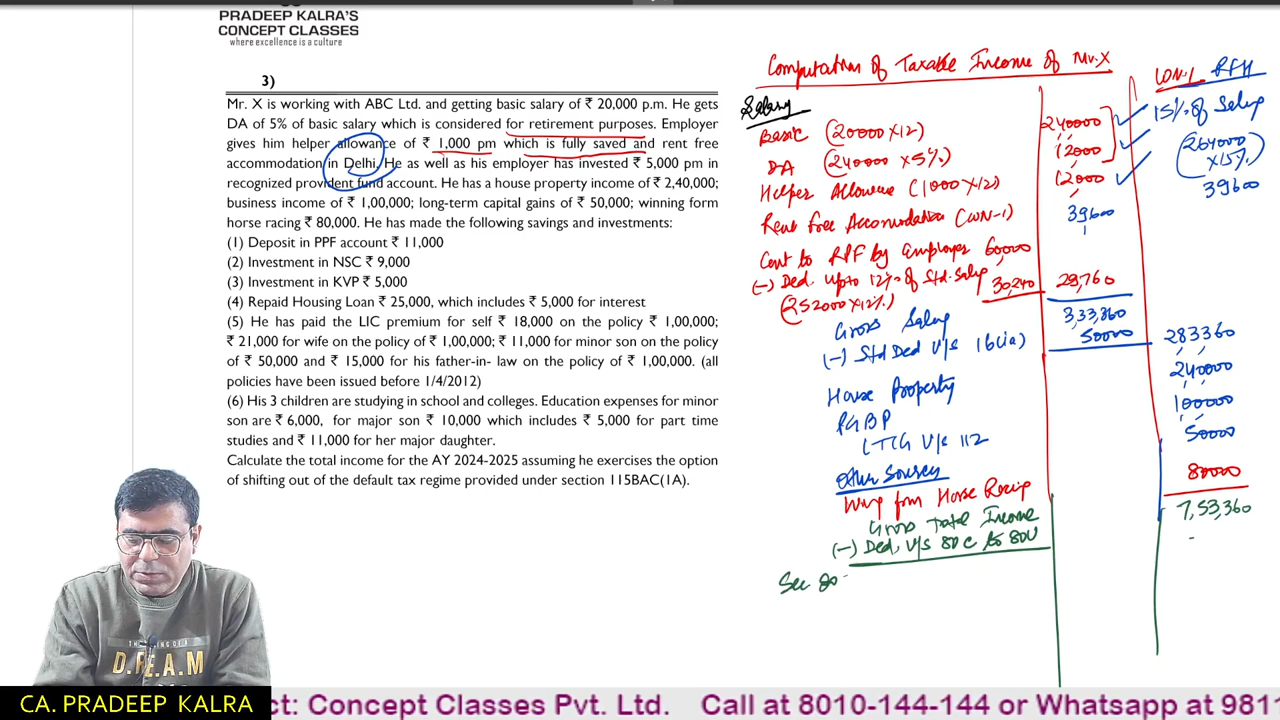 PRADEEP KALRA'S
CONCEPT CLASSES
where excellence is a culture
3)
Mr. X is working with ABC Ltd. and getting basic salary of ₹ 20,000 p.m. He gets
DA of 5% of basic salary which is considered for retirement purposes. Employer
gives him helper allowance of ₹ 1,000 pm which is fully saved and rent free
accommodation in Delhi. He as well as his employer has invested ₹ 5,000 pm in
recognized provident fund account. He has a house property income of ₹ 2,40,000;
business income of ₹ 1,00,000; long-term capital gains of ₹ 50,000; winning form
horse racing ₹ 80,000. He has made the following savings and investments:
(1) Deposit in PPF account ₹ 11,000
(2) Investment in NSC ₹ 9,000
(3) Investment in KVP ₹ 5,000
(4) Repaid Housing Loan ₹ 25,000, which includes ₹ 5,000 for interest
(5) He has paid the LIC premium for self ₹ 18,000 on the policy ₹ 1,00,000;
₹ 21,000 for wife on the policy of ₹ 1,00,000; ₹ 11,000 for minor son on the policy
of ₹ 50,000 and ₹ 15,000 for his father-in- law on the policy of ₹ 1,00,000. (all
policies have been issued before 1/4/2012)
(6) His 3 children are studying in school and colleges. Education expenses for minor
son are ₹ 6,000, for major son ₹ 10,000 which includes ₹ 5,000 for part time
studies and ₹ 11,000 for her major daughter.
Calculate the total income for the AY 2024-2025 assuming he exercises the option
of shifting out of the default tax regime provided under section 115BAC(1A).
Computation of Taxable Income of Mr. X
Salary
Basic (20000 X 12) 240000
DA (240000 X 5%) 12000
Helper Allowance (1000 X 12) 12000
Rent free Accomodation (WN-1) 39600
Cont to RPF by Employer 60000
(-) Ded. upto 12% of Std. Salary 30,240 29,760
(252000 X 12%)
Gross Salary 3,33,360
(-) Std Ded U/s 16(ia) 50000 283360
House Property 240000
PGBP 100000
LTCG U/s 112 50000
Other Sources
Wing from Horse Racing 80000
Gross Total Income 7,53,360
(-) Ded. U/s 80C to 80U
Sec 80
WN.1 RFH
15% of Salary
(264000
X 15%)
39600
D.R.E.A.M
CA. PRADEEP KALRA
ct: Concept Classes Pvt. Ltd. Call at 8010-144-144 or Whatsapp at 9811